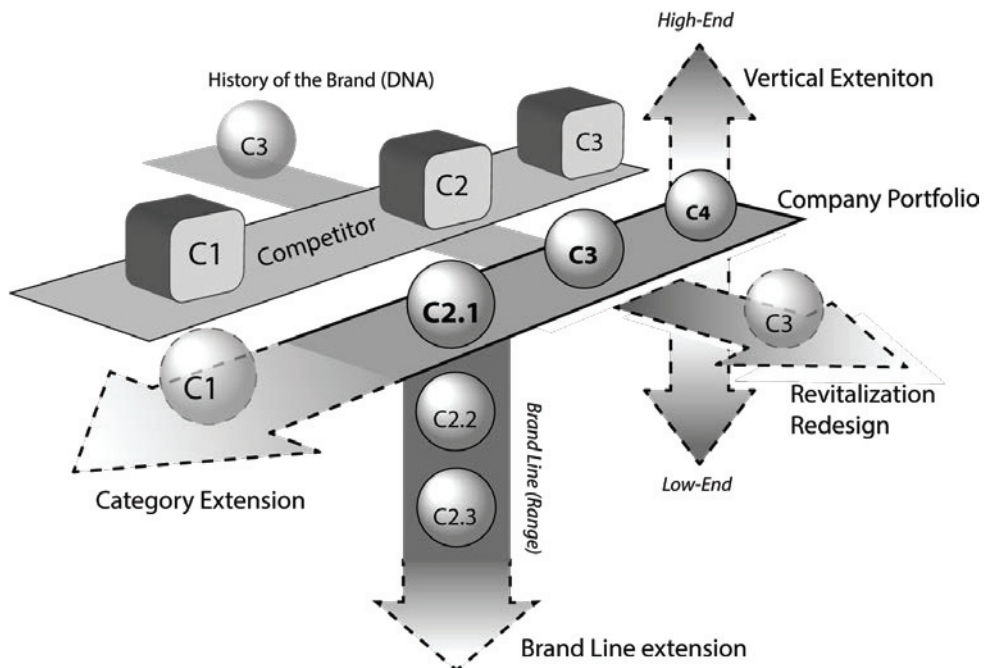 High-End
History of the Brand (DNA)
Vertical Exteniton
C3
C3
C2
C1
Competitor
Company Portfolio
C4
C3
C2.1
C3
C1
Revitalization
Redesign
C2.2
Brand Line (Range)
Low-End
Category Extension
C2.3
Brand Line extension